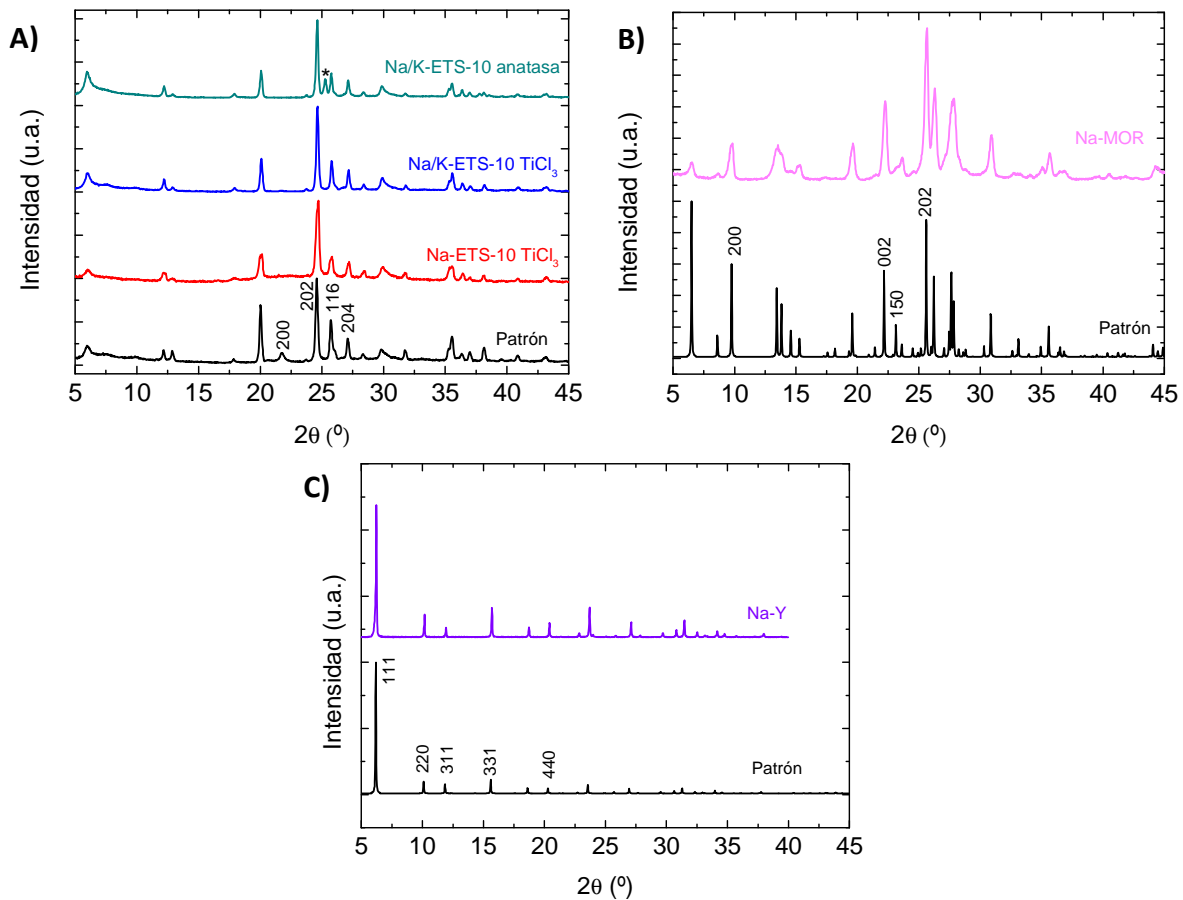 A)
Intensidad (u.a.)
Na/K-ETS-10 anatasa
*
Na/K-ETS-10 TiCl3
Na-ETS-10 TiCl3
200
202
116
204
Patrón
5 10 15 20 25 30 35 40 45
2θ (º)
B)
Intensidad (u.a.)
Na-MOR
200
002
150
202
Patrón
5 10 15 20 25 30 35 40 45
2θ (º)
C)
Intensidad (u.a.)
Na-Y
111
220
311
331
440
Patrón
5 10 15 20 25 30 35 40 45
2θ (º)